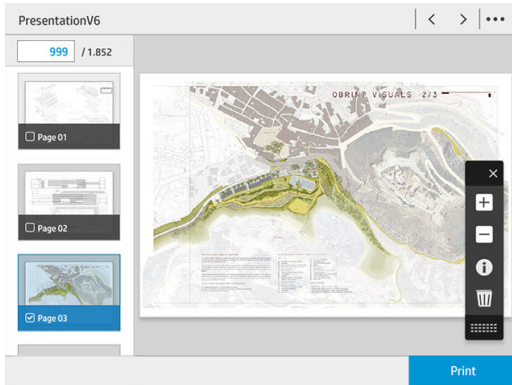 PresentationV6
999 / 1.852
Page 01
Page 02
Page 03
OBRINT VISUALS 2/3
Print